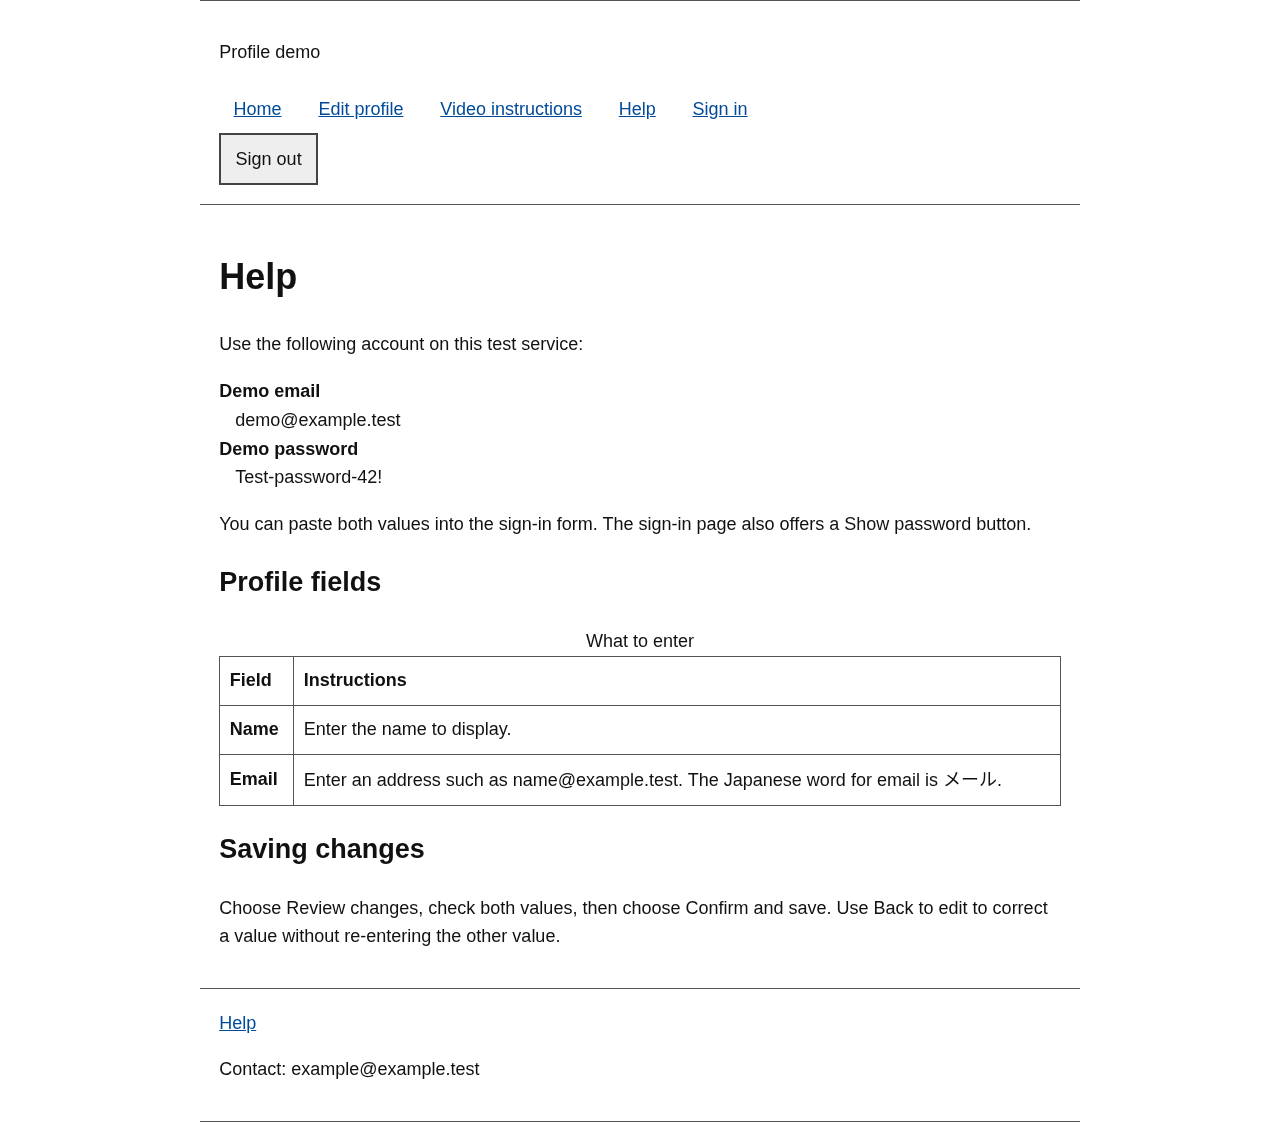 Profile demo
Home Edit profile Video instructions Help Sign in
Sign out
Help
Use the following account on this test service:
Demo email
demo@example.test
Demo password
Test-password-42!
You can paste both values into the sign-in form. The sign-in page also offers a Show password button.
Profile fields
What to enter
Field Instructions
Name Enter the name to display.
Email Enter an address such as name@example.test. The Japanese word for email is メール.
Saving changes
Choose Review changes, check both values, then choose Confirm and save. Use Back to edit to correct
a value without re-entering the other value.
Help
Contact: example@example.test